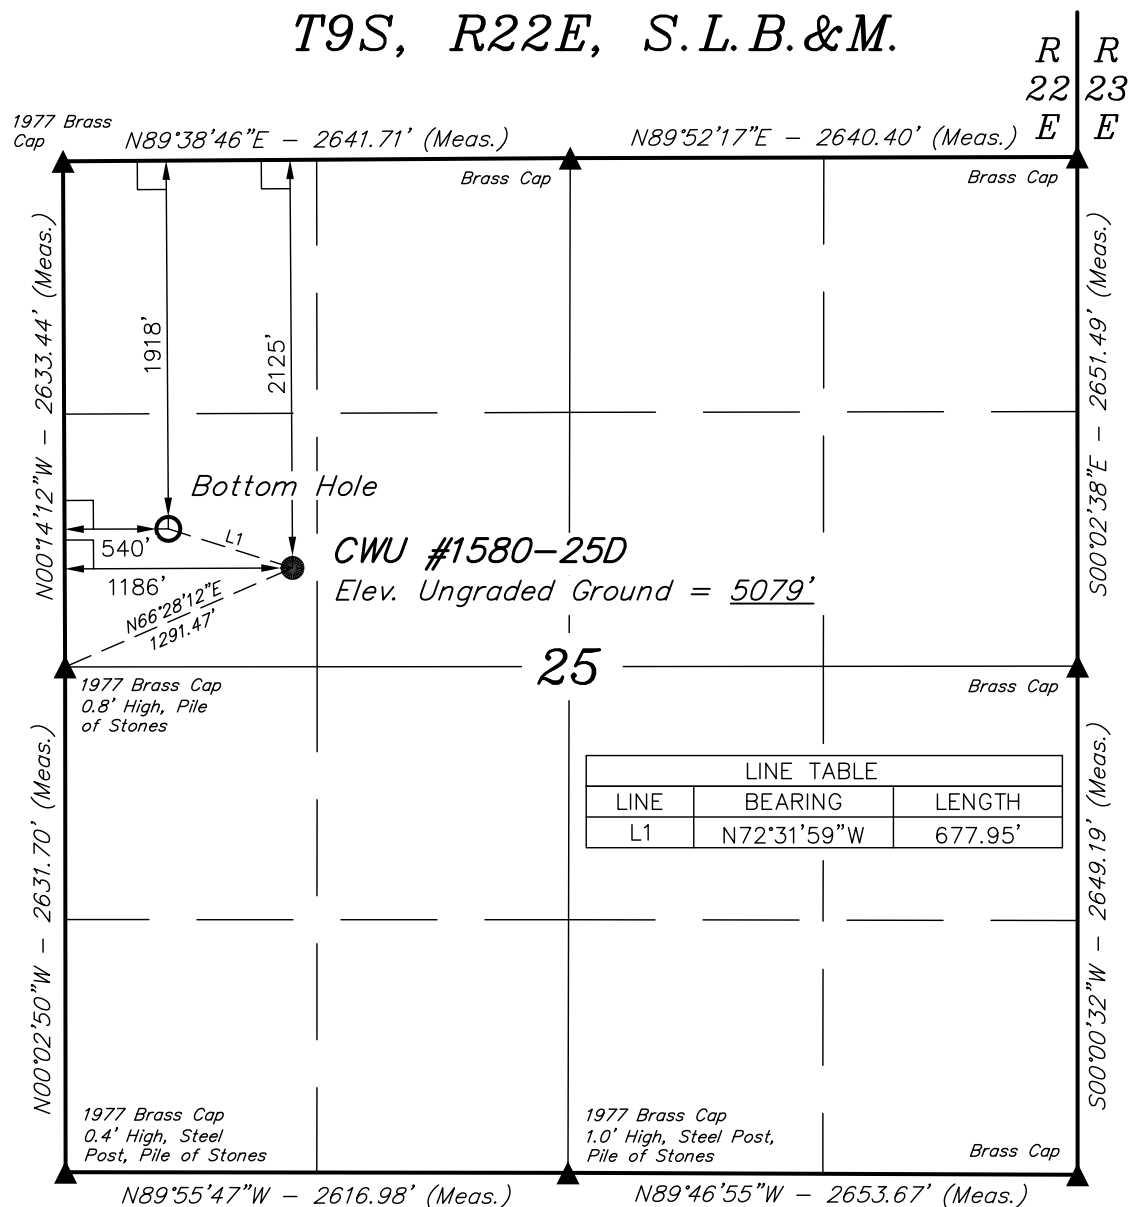 T9S, R22E, S.L.B.&M.
R R
22 23
E E
1977 Brass
Cap
N89°38'46"E - 2641.71' (Meas.)
N89°52'17"E - 2640.40' (Meas.)
Brass Cap
Brass Cap
N00°14'12"W - 2633.44' (Meas.)
1918'
2125'
S00°02'38"E - 2651.49' (Meas.)
Bottom Hole
L1
540'
CWU #1580-25D
1186'
Elev. Ungraded Ground = 5079'
N66°28'12"E
1291.47'
25
1977 Brass Cap
0.8' High, Pile
of Stones
Brass Cap
N00°02'50"W - 2631.70' (Meas.)
LINE TABLE
LINE BEARING LENGTH
L1 N72°31'59"W 677.95'
S00°00'32"W - 2649.19' (Meas.)
1977 Brass Cap
0.4' High, Steel
Post, Pile of Stones
1977 Brass Cap
1.0' High, Steel Post,
Pile of Stones
Brass Cap
N89°55'47"W - 2616.98' (Meas.)
N89°46'55"W - 2653.67' (Meas.)